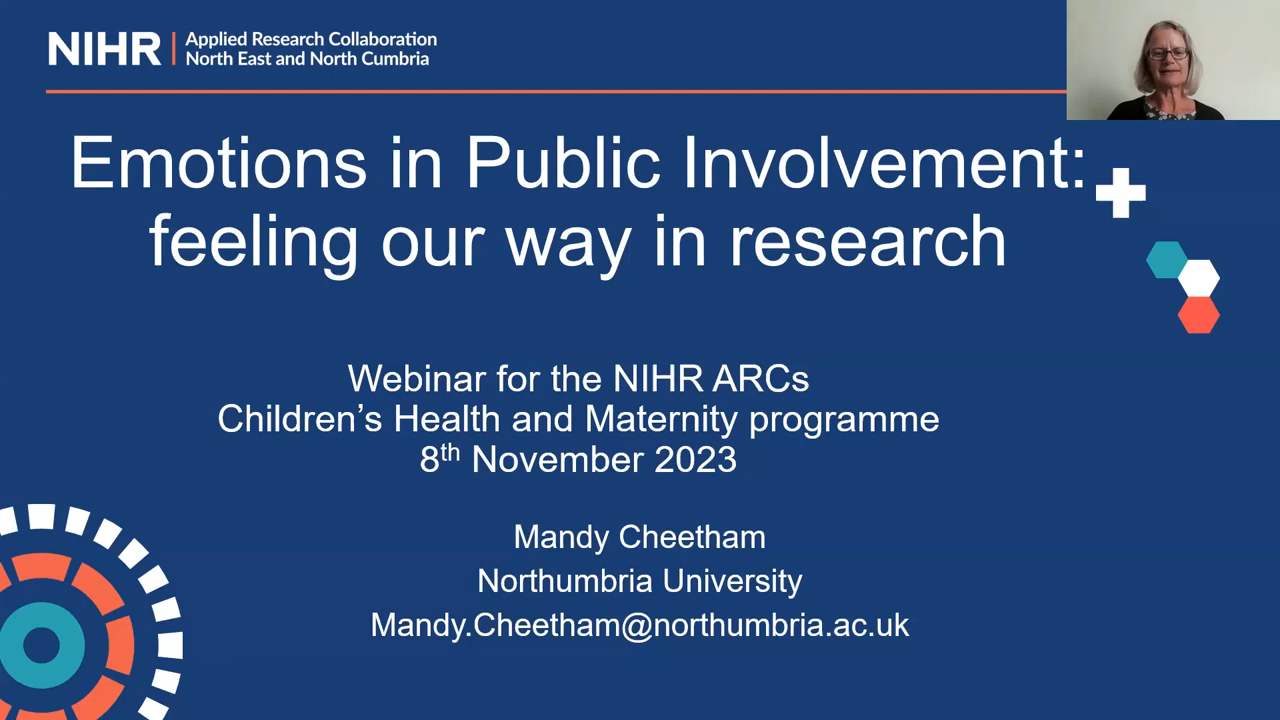 NIHR | Applied Research Collaboration
North East and North Cumbria
Emotions in Public Involvement:
feeling our way in research
Webinar for the NIHR ARCs
Children's Health and Maternity programme
8th November 2023
Mandy Cheetham
Northumbria University
Mandy.Cheetham@northumbria.ac.uk